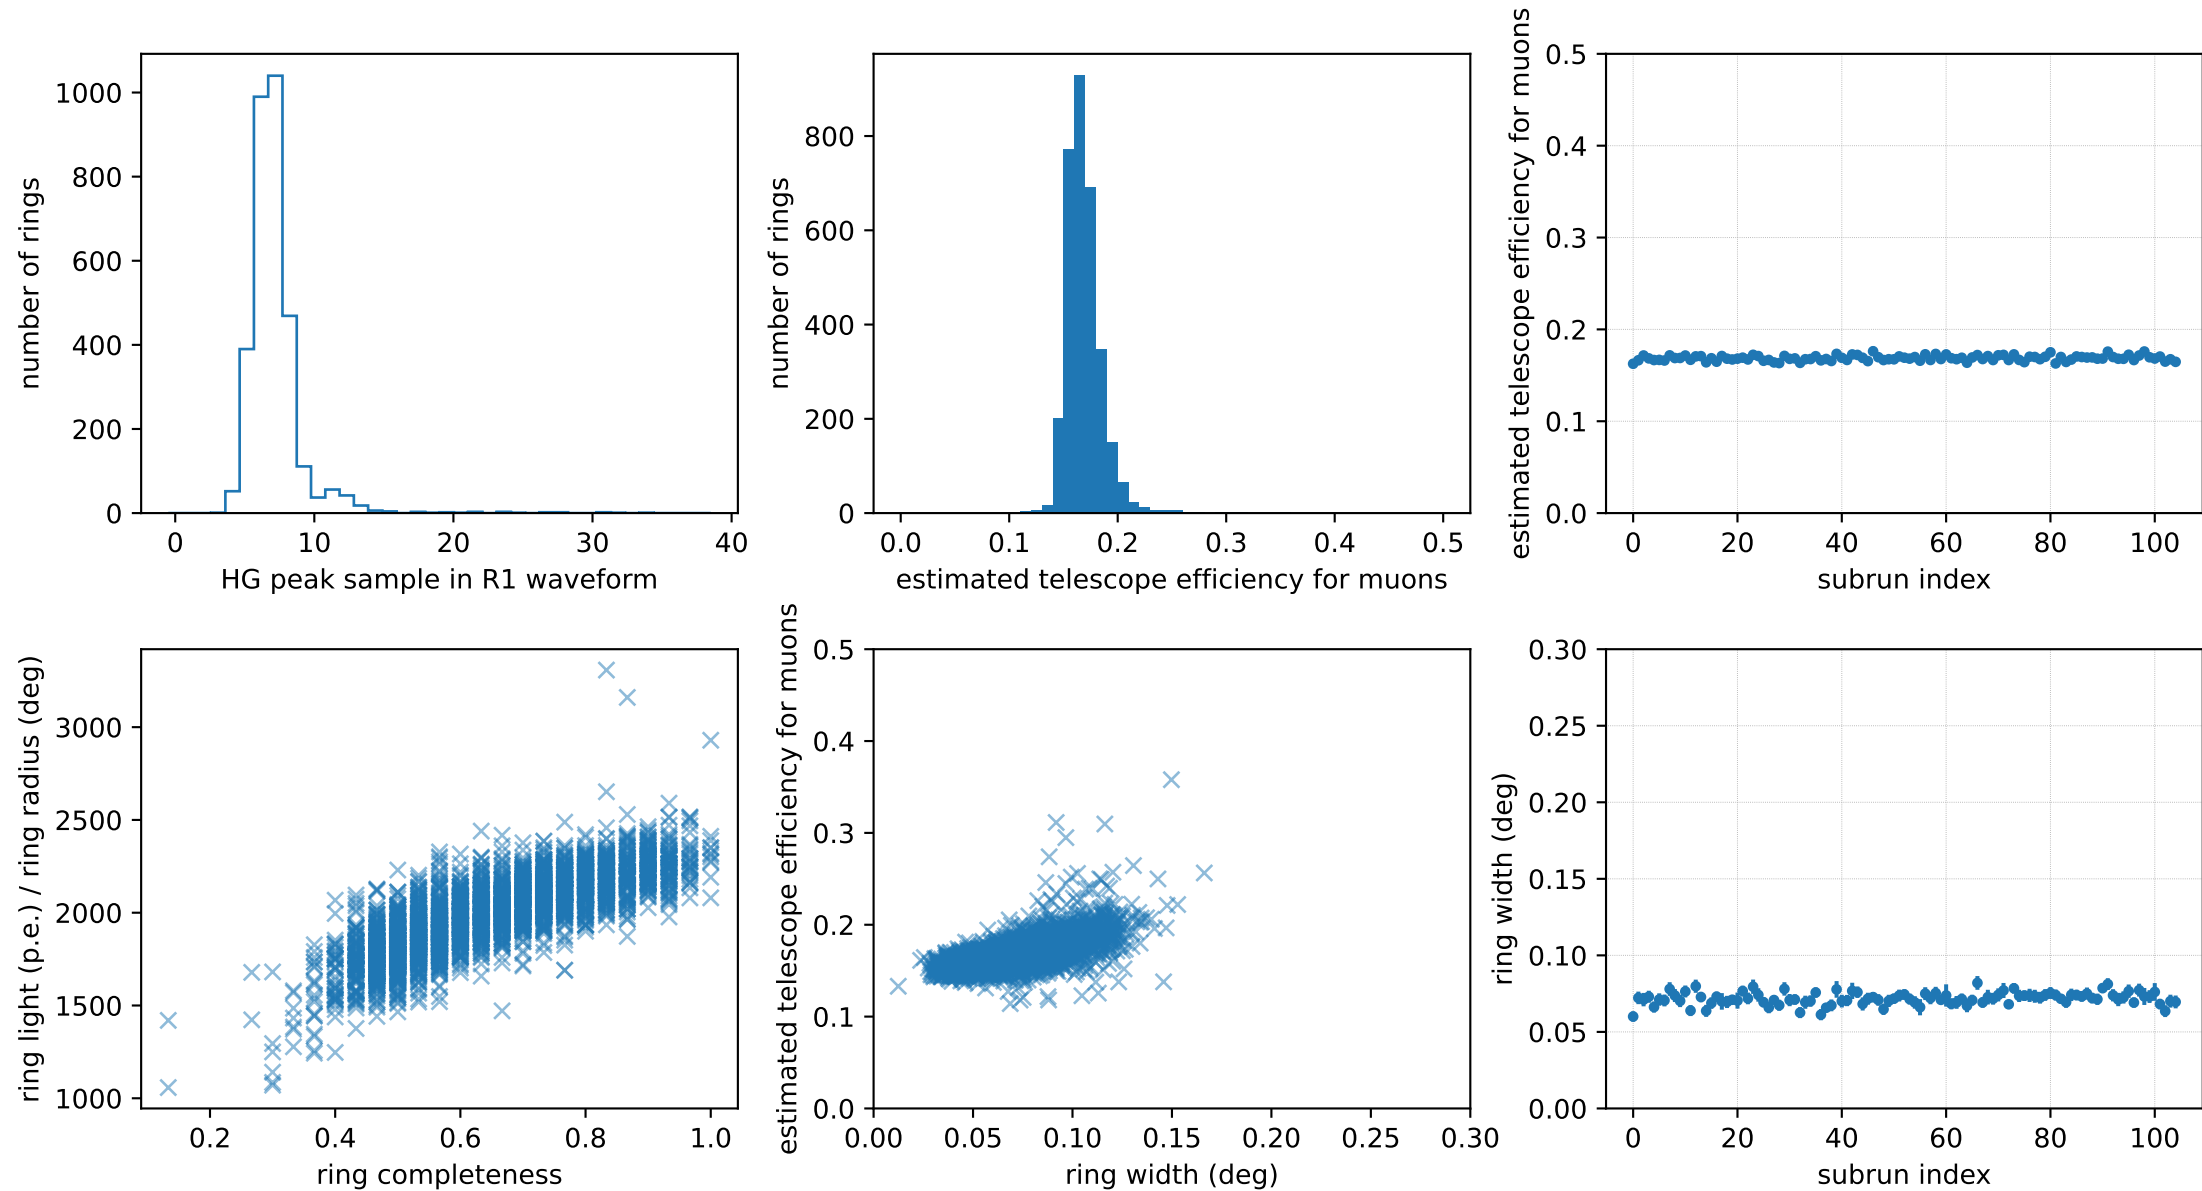 number of rings
1000
800
600
400
200
0
0 10 20 30 40
HG peak sample in R1 waveform
number of rings
800
600
400
200
0
0.0 0.1 0.2 0.3 0.4 0.5
estimated telescope efficiency for muons
estimated telescope efficiency for muons
0.5
0.4
0.3
0.2
0.1
0.0
0 20 40 60 80 100
subrun index
ring light (p.e.) / ring radius (deg)
3000
2500
2000
1500
1000
0.2 0.4 0.6 0.8 1.0
ring completeness
estimated telescope efficiency for muons
0.5
0.4
0.3
0.2
0.1
0.0
0.00 0.05 0.10 0.15 0.20 0.25 0.30
ring width (deg)
ring width (deg)
0.30
0.25
0.20
0.15
0.10
0.05
0.00
0 20 40 60 80 100
subrun index